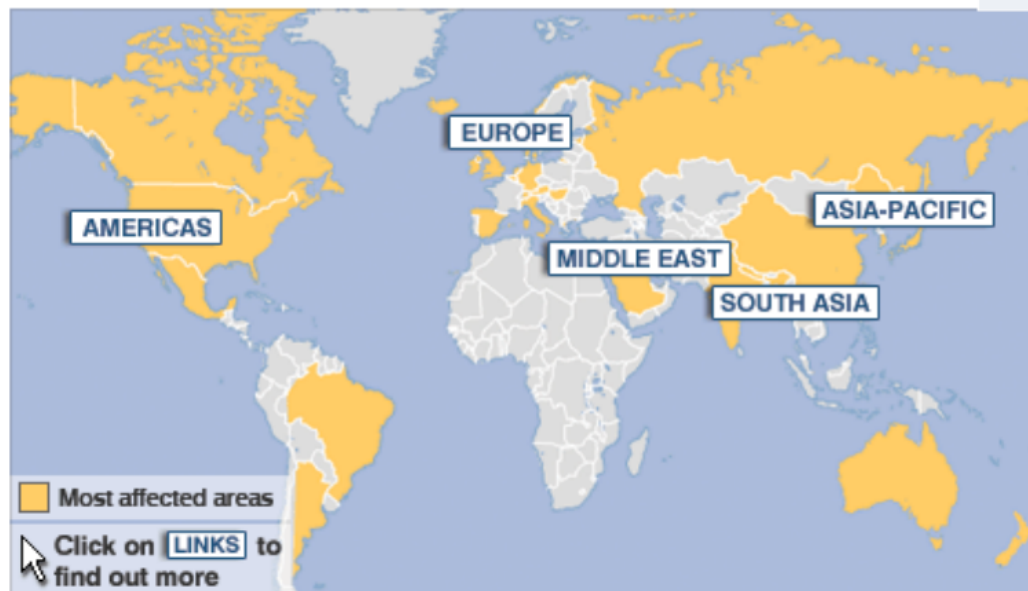 EUROPE
AMERICAS
ASIA-PACIFIC
MIDDLE EAST
SOUTH ASIA
Most affected areas
Click on LINKS to
find out more